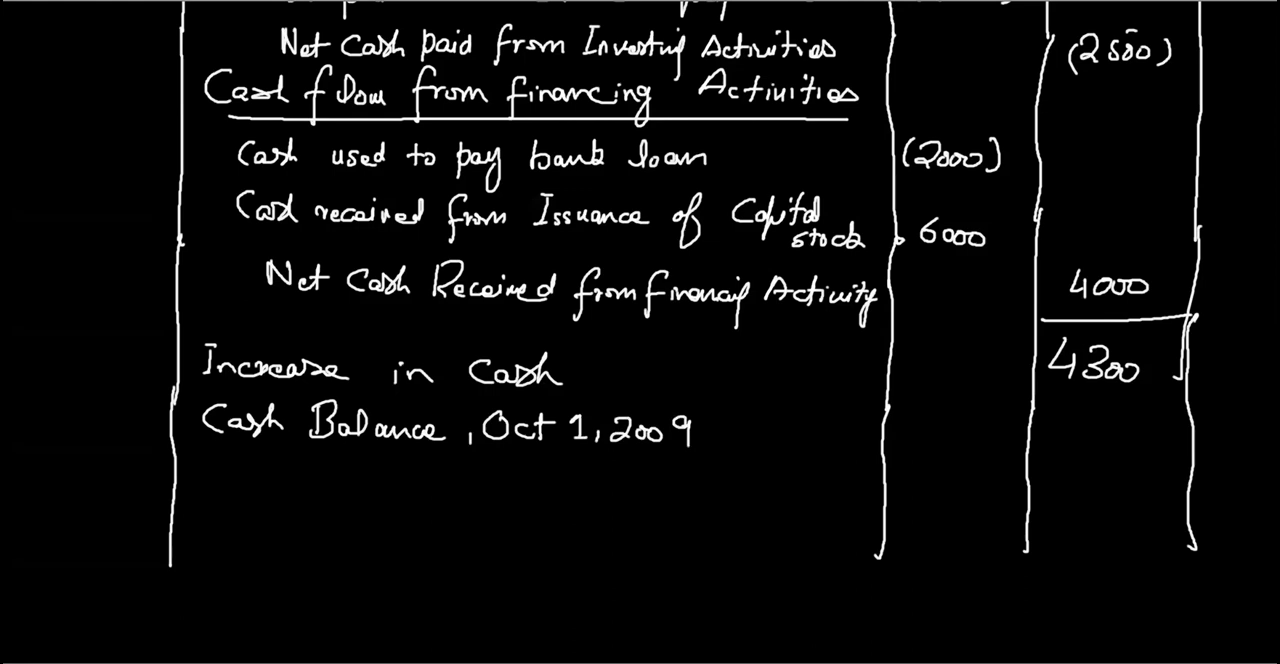 Net Cash paid from Investing Activities (2500)
Cash flow from financing Activities
Cash used to pay bank loan (2000)
Cash received from Issuance of Capital stock 6000
Net Cash Received from financing Activity 4000
Increase in Cash 4300
Cash Balance, Oct 1, 2009